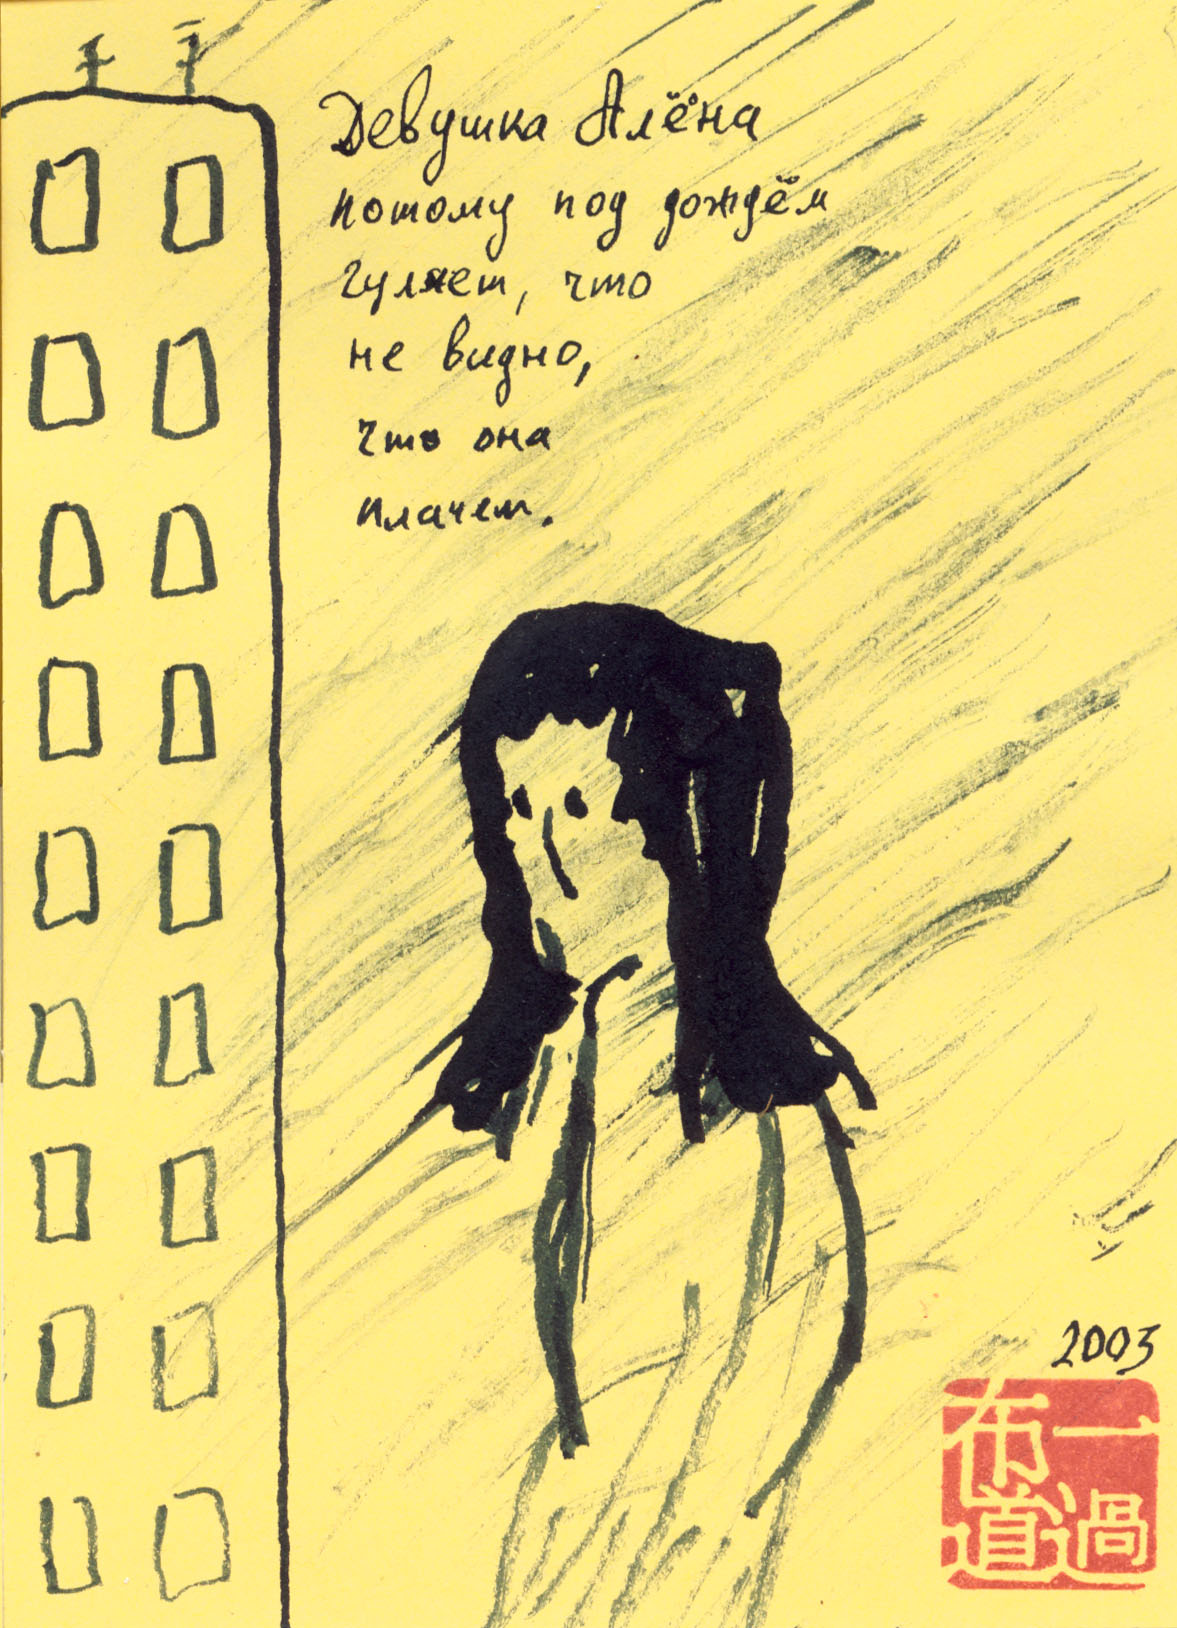 Девушка Алёна
потому под дождём
гуляет, что
не видно,
что она
плачет.
2003
一過
布道